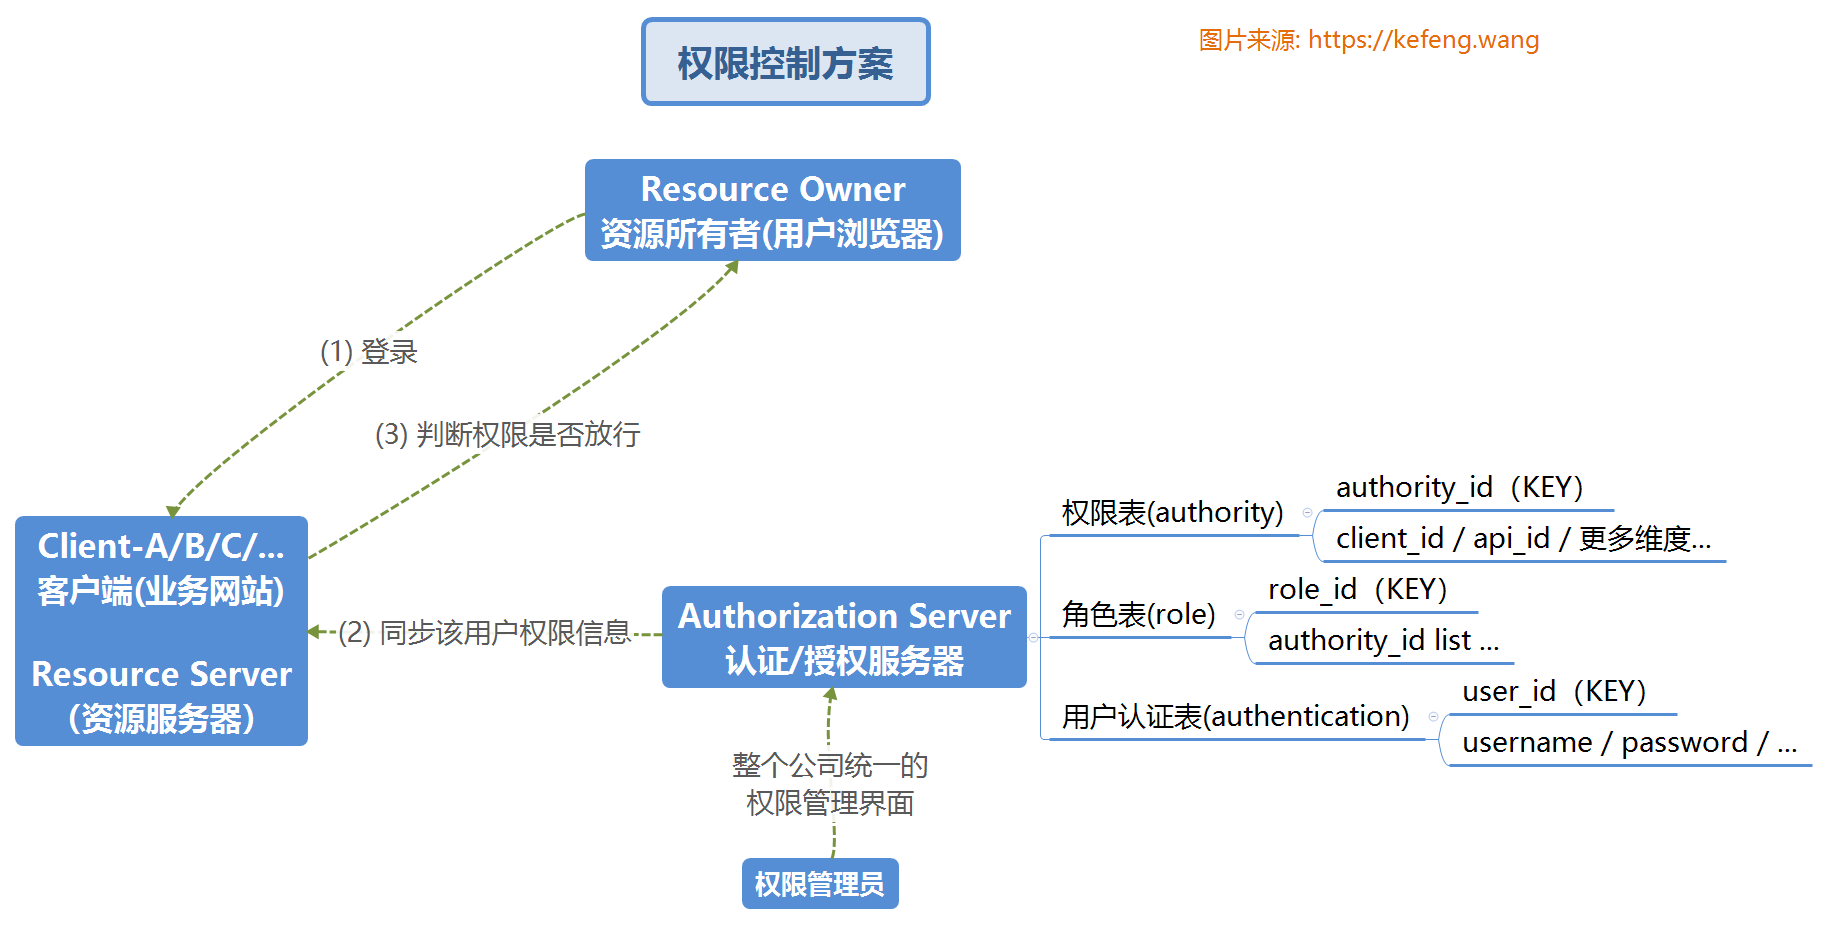 权限控制方案
图片来源: https://kefeng.wang
Resource Owner
资源所有者(用户浏览器)
(1) 登录
(3) 判断权限是否放行
Client-A/B/C/...
客户端(业务网站)
Resource Server
（资源服务器）
(2) 同步该用户权限信息
Authorization Server
认证/授权服务器
整个公司统一的
权限管理界面
权限管理员
权限表(authority)
authority_id（KEY）
client_id / api_id / 更多维度...
角色表(role)
role_id（KEY）
authority_id list ...
用户认证表(authentication)
user_id（KEY）
username / password / ...